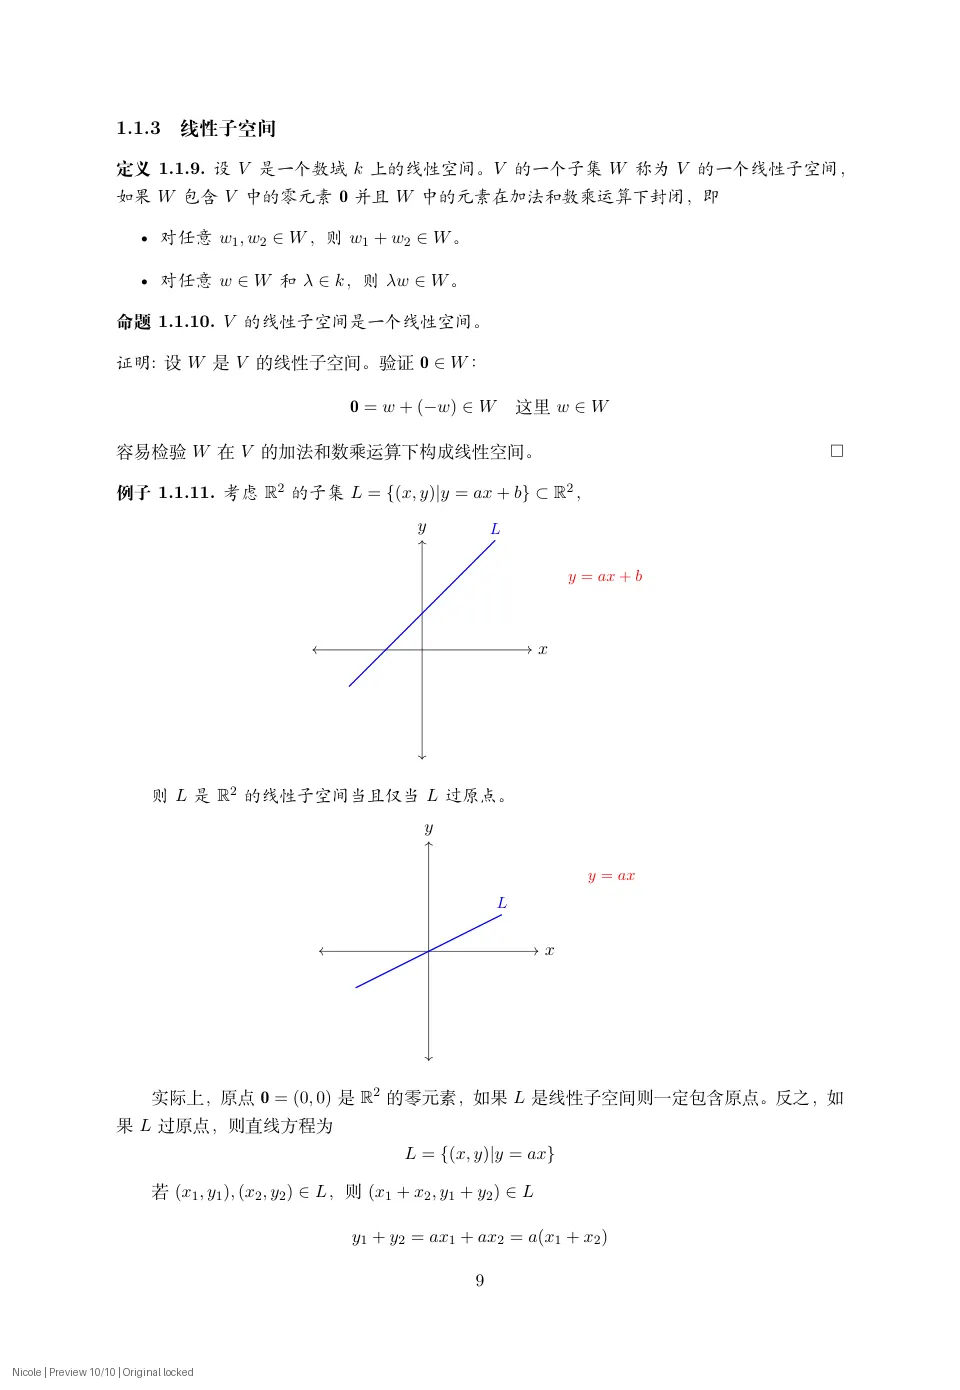 1.1.3 线性子空间
定义 1.1.9. 设 V 是一个数域 k 上的线性空间。V 的一个子集 W 称为 V 的一个线性子空间，
如果 W 包含 V 中的零元素 0 并且 W 中的元素在加法和数乘运算下封闭，即
• 对任意 w₁, w₂ ∈ W，则 w₁ + w₂ ∈ W。
• 对任意 w ∈ W 和 λ ∈ k，则 λw ∈ W。
命题 1.1.10. V 的线性子空间是一个线性空间。
证明: 设 W 是 V 的线性子空间。验证 0 ∈ W：
0 = w + (−w) ∈ W 这里 w ∈ W
容易检验 W 在 V 的加法和数乘运算下构成线性空间。 □
例子 1.1.11. 考虑 ℝ² 的子集 L = {(x, y)|y = ax + b} ⊂ ℝ²，
y
L
y = ax + b
x
则 L 是 ℝ² 的线性子空间当且仅当 L 过原点。
y
y = ax
L
x
实际上，原点 0 = (0, 0) 是 ℝ² 的零元素，如果 L 是线性子空间则一定包含原点。反之，如
果 L 过原点，则直线方程为
L = {(x, y)|y = ax}
若 (x₁, y₁), (x₂, y₂) ∈ L，则 (x₁ + x₂, y₁ + y₂) ∈ L
y₁ + y₂ = ax₁ + ax₂ = a(x₁ + x₂)
9
Nicole | Preview 10/10 | Original locked